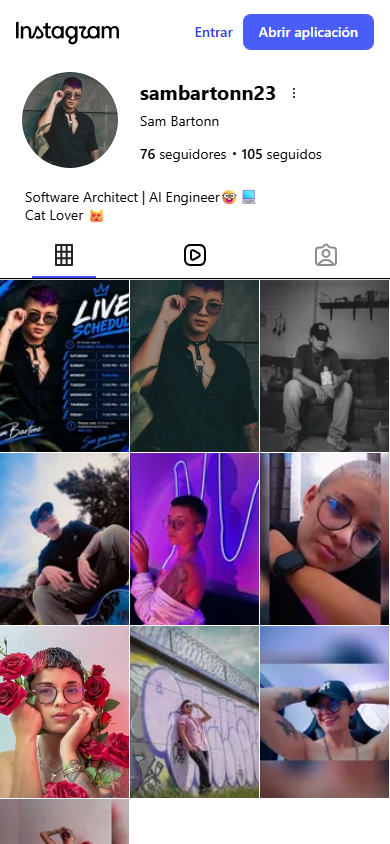 Instagram
Entrar
Abrir aplicación
sambartonn23
Sam Bartonn
76 seguidores • 105 seguidos
Software Architect | AI Engineer🤓 💻
Cat Lover 😻
LIVE
SCHEDUL
SATURDAY
SUNDAY
MONDAY
TUESDAY
WEDNESDAY
THURSDAY
FRIDAY